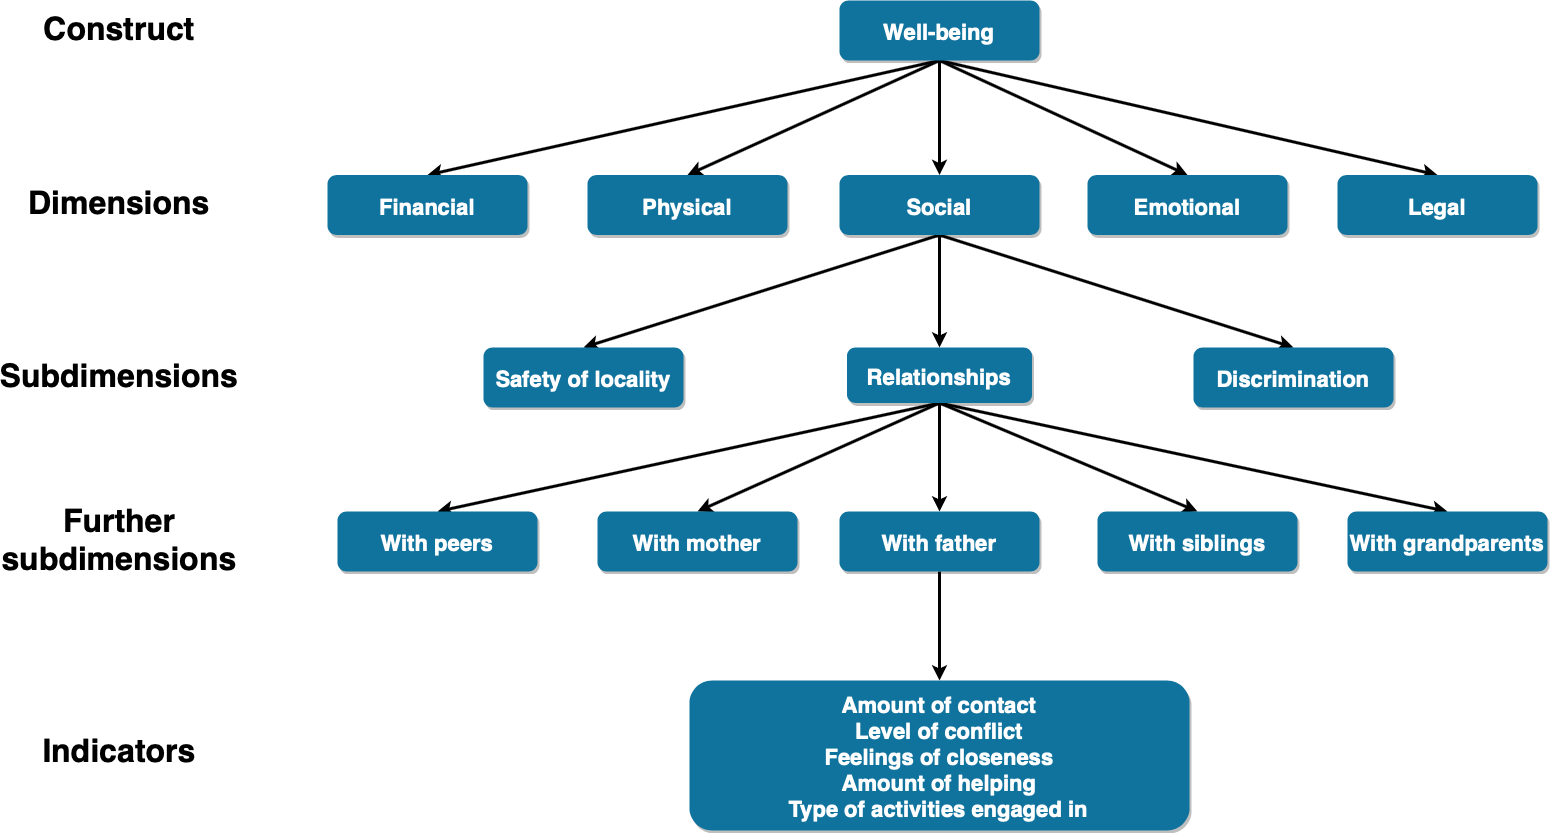 Construct
Well-being
Dimensions
Financial
Physical
Social
Emotional
Legal
Subdimensions
Safety of locality
Relationships
Discrimination
Further
subdimensions
With peers
With mother
With father
With siblings
With grandparents
Indicators
Amount of contact
Level of conflict
Feelings of closeness
Amount of helping
Type of activities engaged in